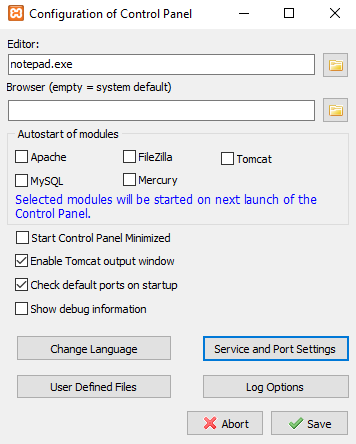 Configuration of Control Panel
Editor:
notepad.exe
Browser (empty = system default)
Autostart of modules
Apache FileZilla Tomcat
MySQL Mercury
Selected modules will be started on next launch of the
Control Panel.
Start Control Panel Minimized
Enable Tomcat output window
Check default ports on startup
Show debug information
Change Language Service and Port Settings
User Defined Files Log Options
Abort Save